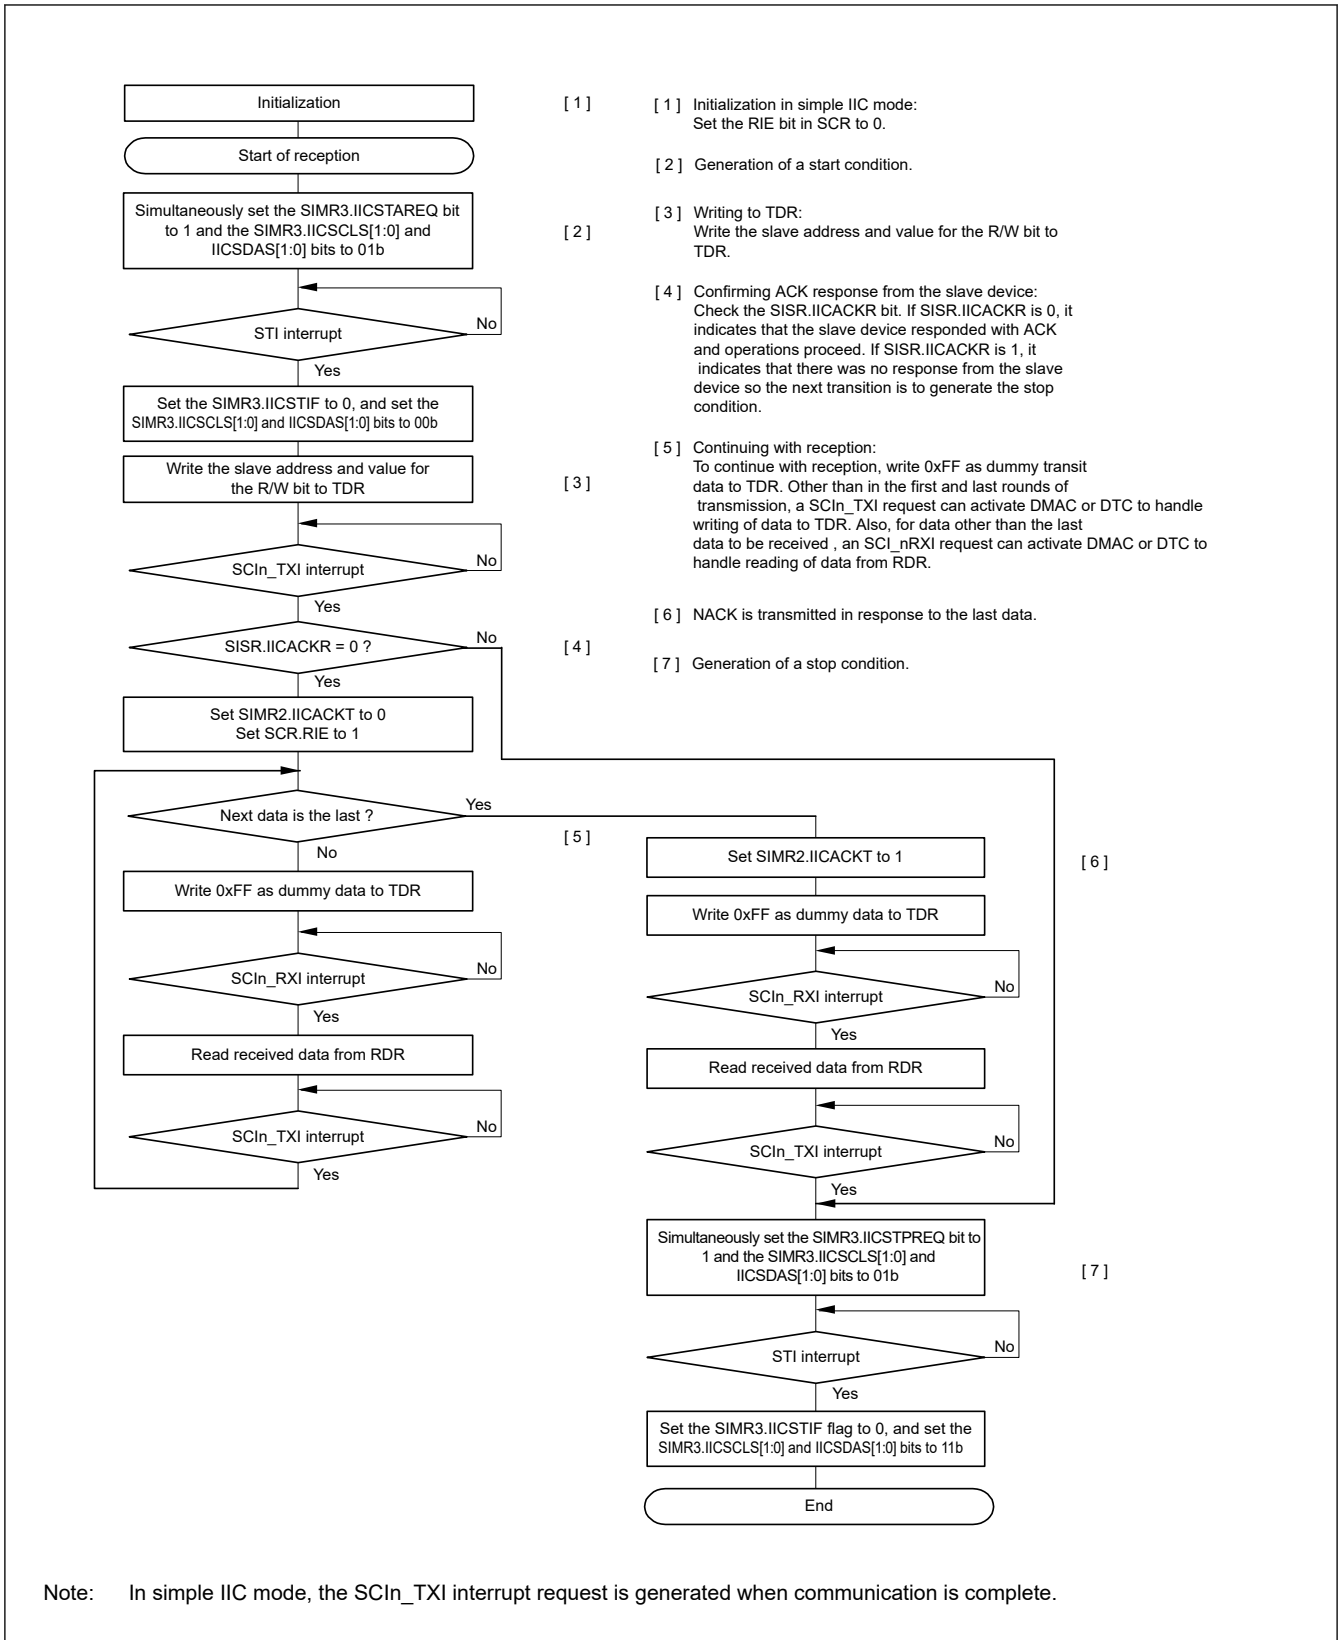 Initialization
[ 1 ]
Start of reception
Simultaneously set the SIMR3.IICSTAREQ bit
to 1 and the SIMR3.IICSCLS[1:0] and
IICSDAS[1:0] bits to 01b
[ 2 ]
STI interrupt
No
Yes
Set the SIMR3.IICSTIF to 0, and set the
SIMR3.IICSCLS[1:0] and IICSDAS[1:0] bits to 00b
Write the slave address and value for
the R/W bit to TDR
[ 3 ]
SCIn_TXI interrupt
No
Yes
SISR.IICACKR = 0 ?
No
[ 4 ]
Yes
Set SIMR2.IICACKT to 0
Set SCR.RIE to 1
Next data is the last ?
Yes
[ 5 ]
No
Write 0xFF as dummy data to TDR
SCIn_RXI interrupt
No
Yes
Read received data from RDR
SCIn_TXI interrupt
No
Yes
[ 1 ] Initialization in simple IIC mode:
Set the RIE bit in SCR to 0.
[ 2 ] Generation of a start condition.
[ 3 ] Writing to TDR:
Write the slave address and value for the R/W bit to
TDR.
[ 4 ] Confirming ACK response from the slave device:
Check the SISR.IICACKR bit. If SISR.IICACKR is 0, it
indicates that the slave device responded with ACK
and operations proceed. If SISR.IICACKR is 1, it
indicates that there was no response from the slave
device so the next transition is to generate the stop
condition.
[ 5 ] Continuing with reception:
To continue with reception, write 0xFF as dummy transit
data to TDR. Other than in the first and last rounds of
transmission, a SCIn_TXI request can activate DMAC or DTC to handle
writing of data to TDR. Also, for data other than the last
data to be received , an SCI_nRXI request can activate DMAC or DTC to
handle reading of data from RDR.
[ 6 ] NACK is transmitted in response to the last data.
[ 7 ] Generation of a stop condition.
Set SIMR2.IICACKT to 1
[ 6 ]
Write 0xFF as dummy data to TDR
SCIn_RXI interrupt
No
Yes
Read received data from RDR
SCIn_TXI interrupt
No
Yes
Simultaneously set the SIMR3.IICSTPREQ bit to
1 and the SIMR3.IICSCLS[1:0] and
IICSDAS[1:0] bits to 01b
[ 7 ]
STI interrupt
No
Yes
Set the SIMR3.IICSTIF flag to 0, and set the
SIMR3.IICSCLS[1:0] and IICSDAS[1:0] bits to 11b
End
Note: In simple IIC mode, the SCIn_TXI interrupt request is generated when communication is complete.